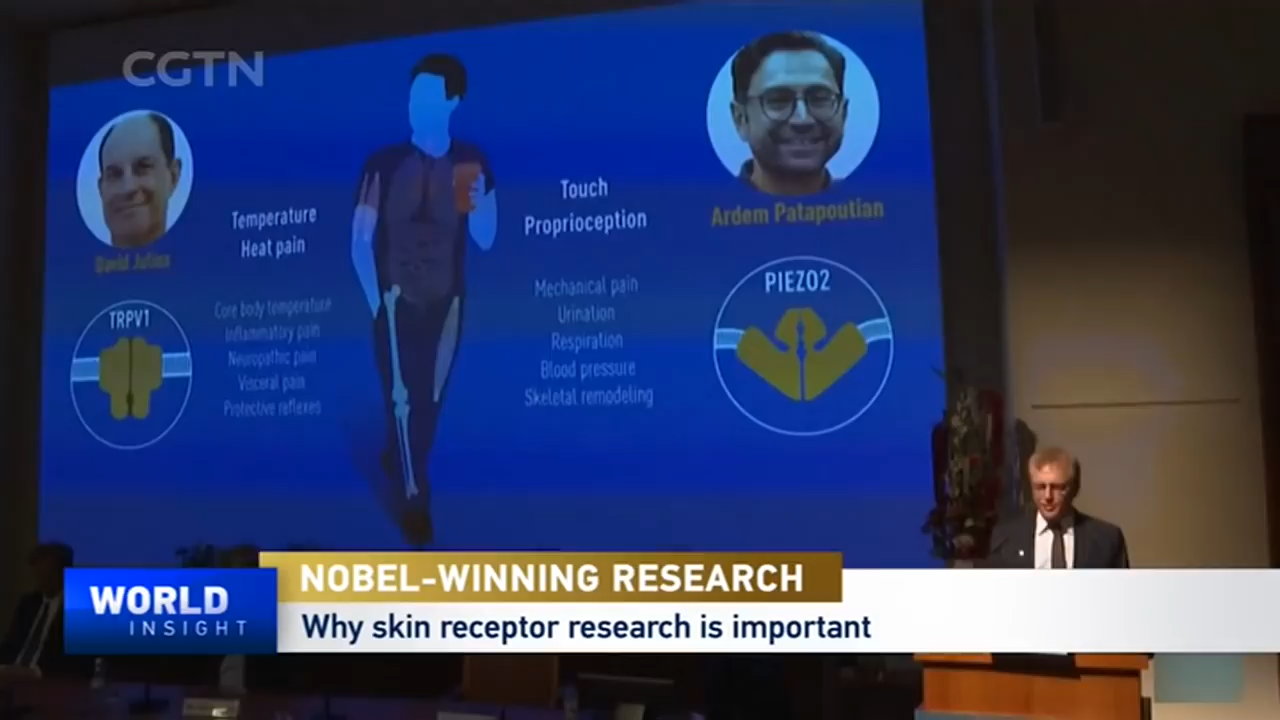 CGTN
David Julius
Temperature
Heat pain
TRPV1
Core body temperature
Inflammatory pain
Neuropathic pain
Visceral pain
Protective reflexes
Touch
Proprioception
Mechanical pain
Urination
Respiration
Blood pressure
Skeletal remodeling
Ardem Patapoutian
PIEZO2
WORLD
INSIGHT
NOBEL-WINNING RESEARCH
Why skin receptor research is important